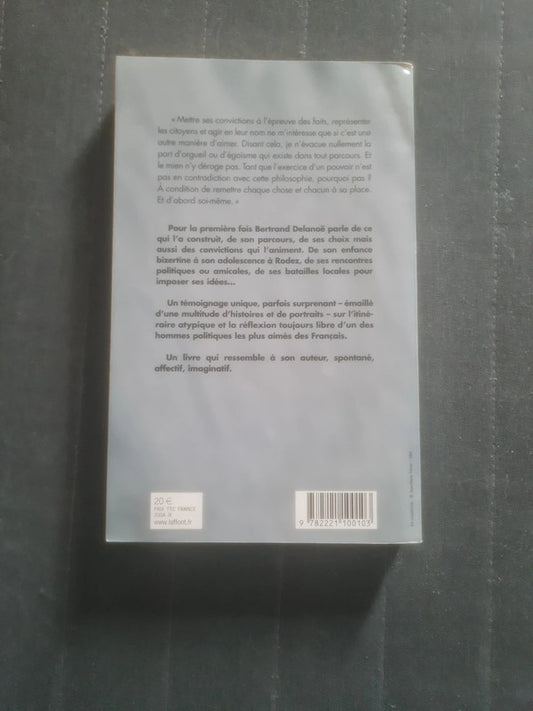 « Mettre ses convictions à l'épreuve des faits, représenter
les citoyens et agir en leur nom ne m'intéresse que si c'est une
autre manière d'aimer. Disant cela, je n'évacue nullement la
part d'orgueil ou d'égoïsme qui existe dans tout parcours. Et
le mien n'y déroge pas. Tant que l'exercice d'un pouvoir n'est
pas en contradiction avec cette philosophie, pourquoi pas ?
À condition de remettre chaque chose et chacun à sa place.
Et d'abord soi-même. »
Pour la première fois Bertrand Delanoë parle de ce
qui l'a construit, de son parcours, de ses choix mais
aussi des convictions qui l'animent. De son enfance
bizertine à son adolescence à Rodez, de ses rencontres
politiques ou amicales, de ses batailles locales pour
imposer ses idées...
Un témoignage unique, parfois surprenant – émaillé
d'une multitude d'histoires et de portraits – sur l'itiné-
raire atypique et la réflexion toujours libre d'un des
hommes politiques les plus aimés des Français.
Un livre qui ressemble à son auteur, spontané,
affectif, imaginatif.
20 €
PRIX TTC FRANCE
www.laffont.fr
9 782221 100103